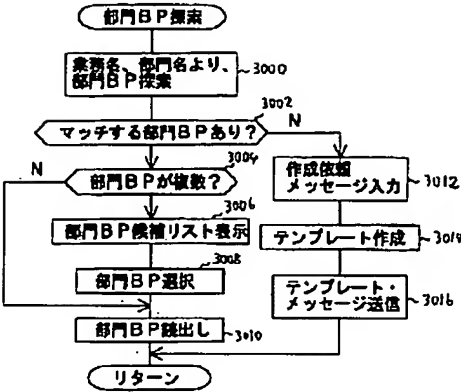 部門BP探索
業務名、部門名より、
部門BP探索
3000
3002
マッチする部門BPあり?
N
N
3004
部門BPが複数?
作成依頼
メッセージ入力
3012
3006
部門BP候補リスト表示
テンプレート作成
3014
3008
部門BP選択
テンプレート・
メッセージ送信
3016
部門BP読出し
3010
リターン